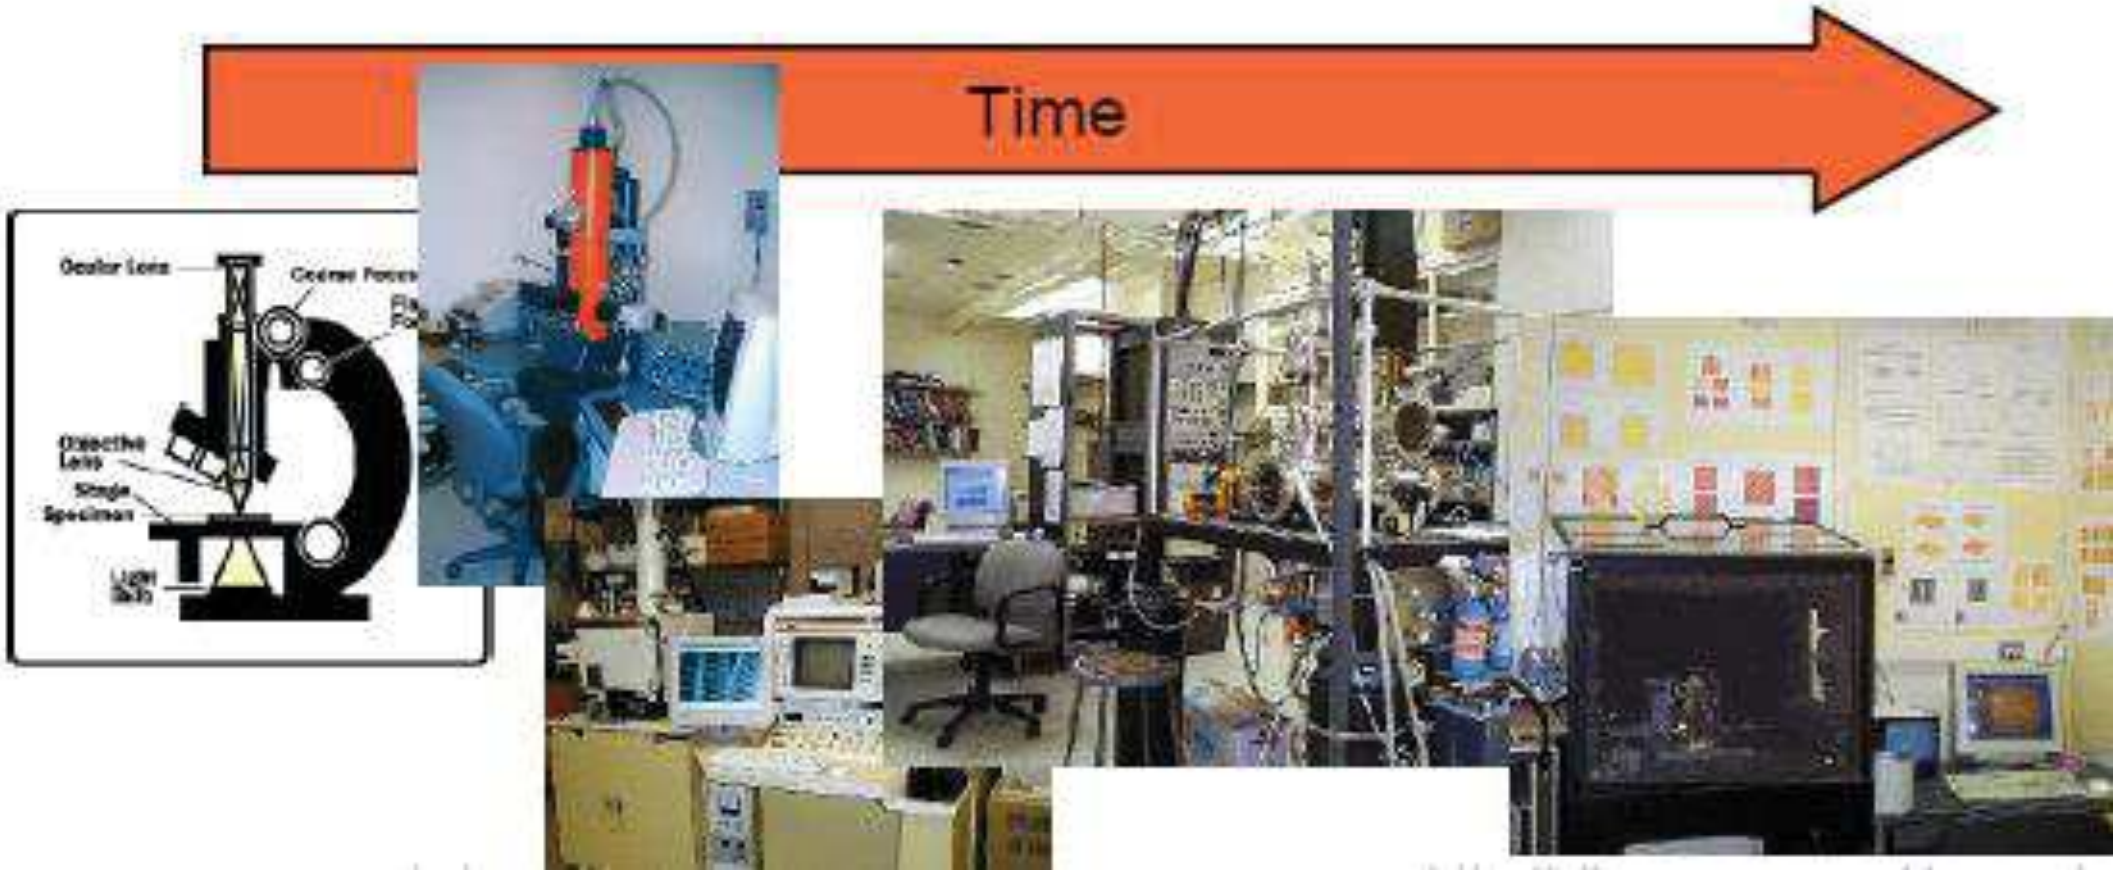 Time
Ocular Lens
Coarse Focus
Objective
Lens
Stage
Specimen
Light
Bulb